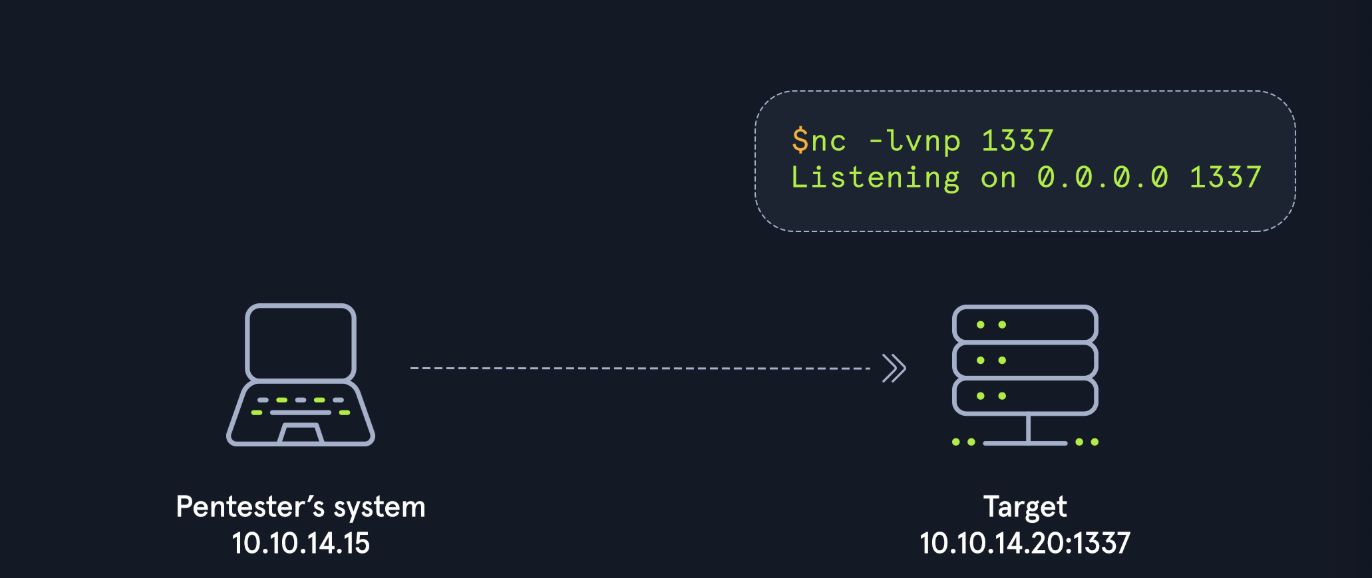 $nc -lvnp 1337
Listening on 0.0.0.0 1337
Pentester’s system
10.10.14.15
Target
10.10.14.20:1337